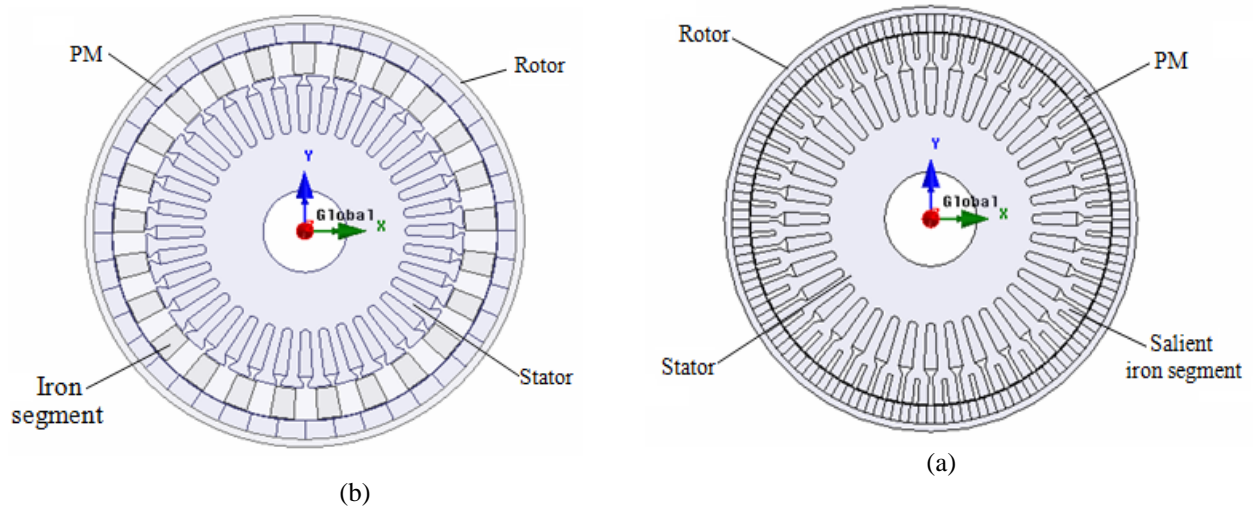 PM
Rotor
Y
Global
X
Iron
segment
Stator
(b)
Rotor
PM
Y
Global
X
Stator
Salient
iron segment
(a)